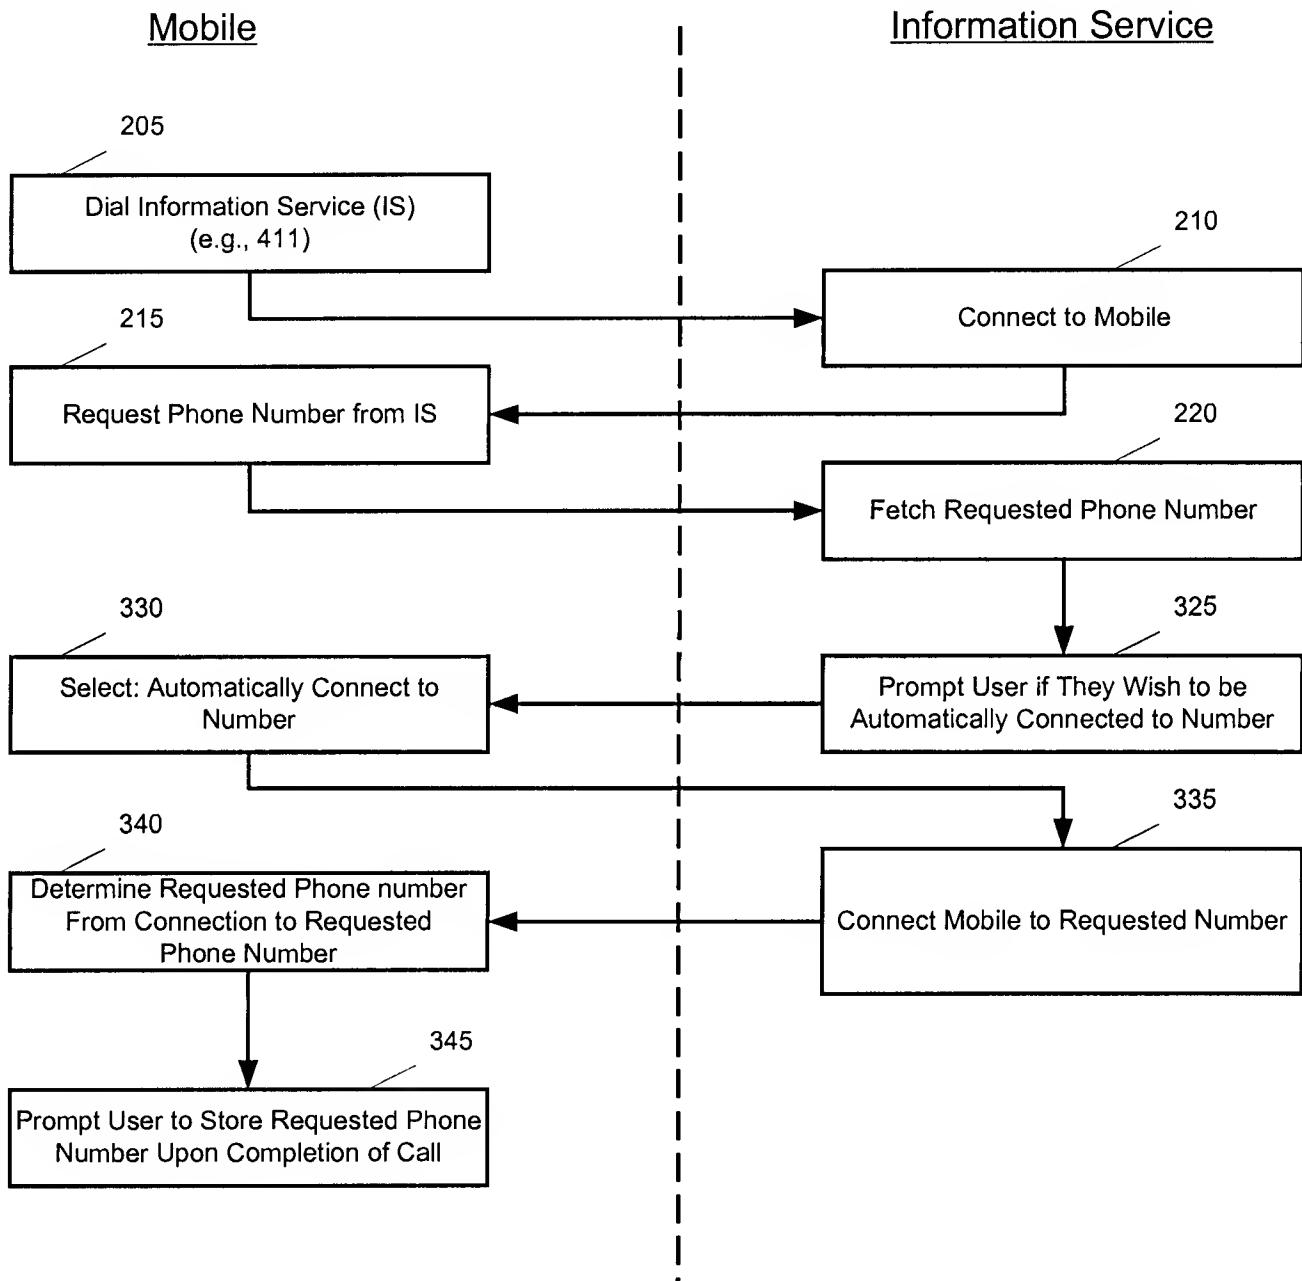 Mobile
Information Service
205
Dial Information Service (IS)
(e.g., 411)
210
Connect to Mobile
215
Request Phone Number from IS
220
Fetch Requested Phone Number
325
Prompt User if They Wish to be
Automatically Connected to Number
330
Select: Automatically Connect to
Number
335
Connect Mobile to Requested Number
340
Determine Requested Phone number
From Connection to Requested
Phone Number
345
Prompt User to Store Requested Phone
Number Upon Completion of Call